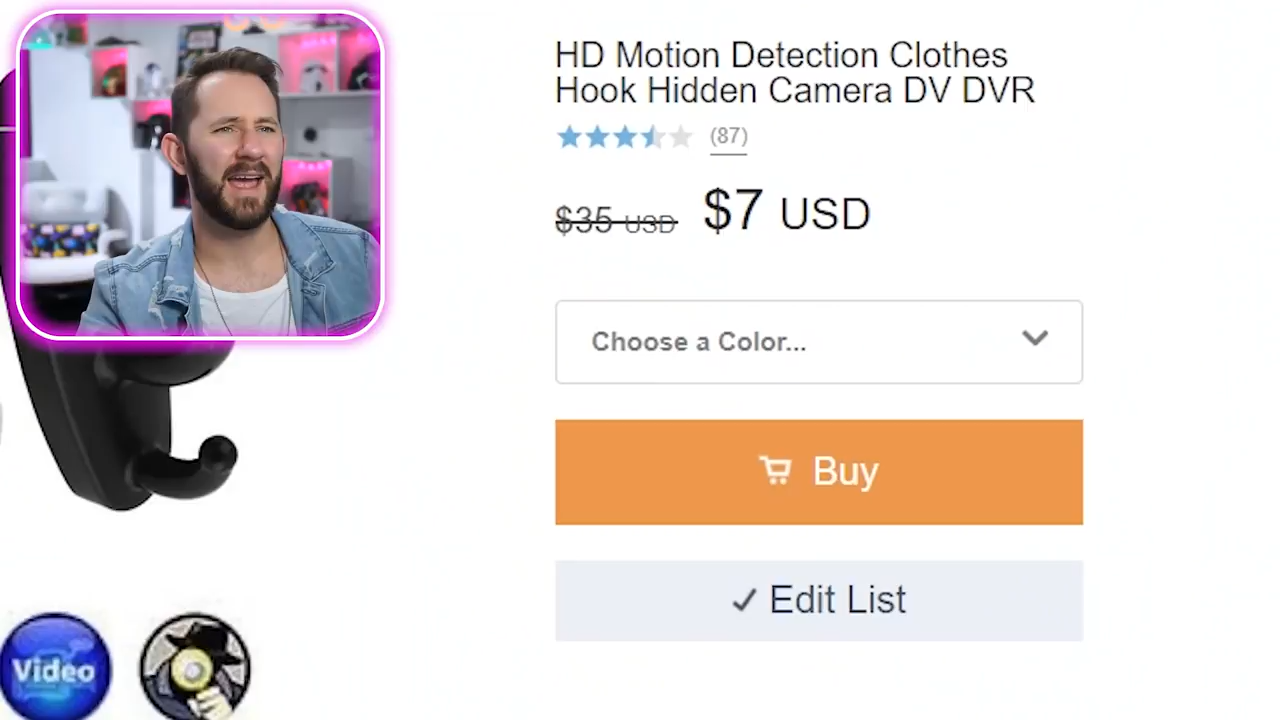 HD Motion Detection Clothes
Hook Hidden Camera DV DVR
(87)
$35 USD $7 USD
Choose a Color...
Buy
Edit List
Video